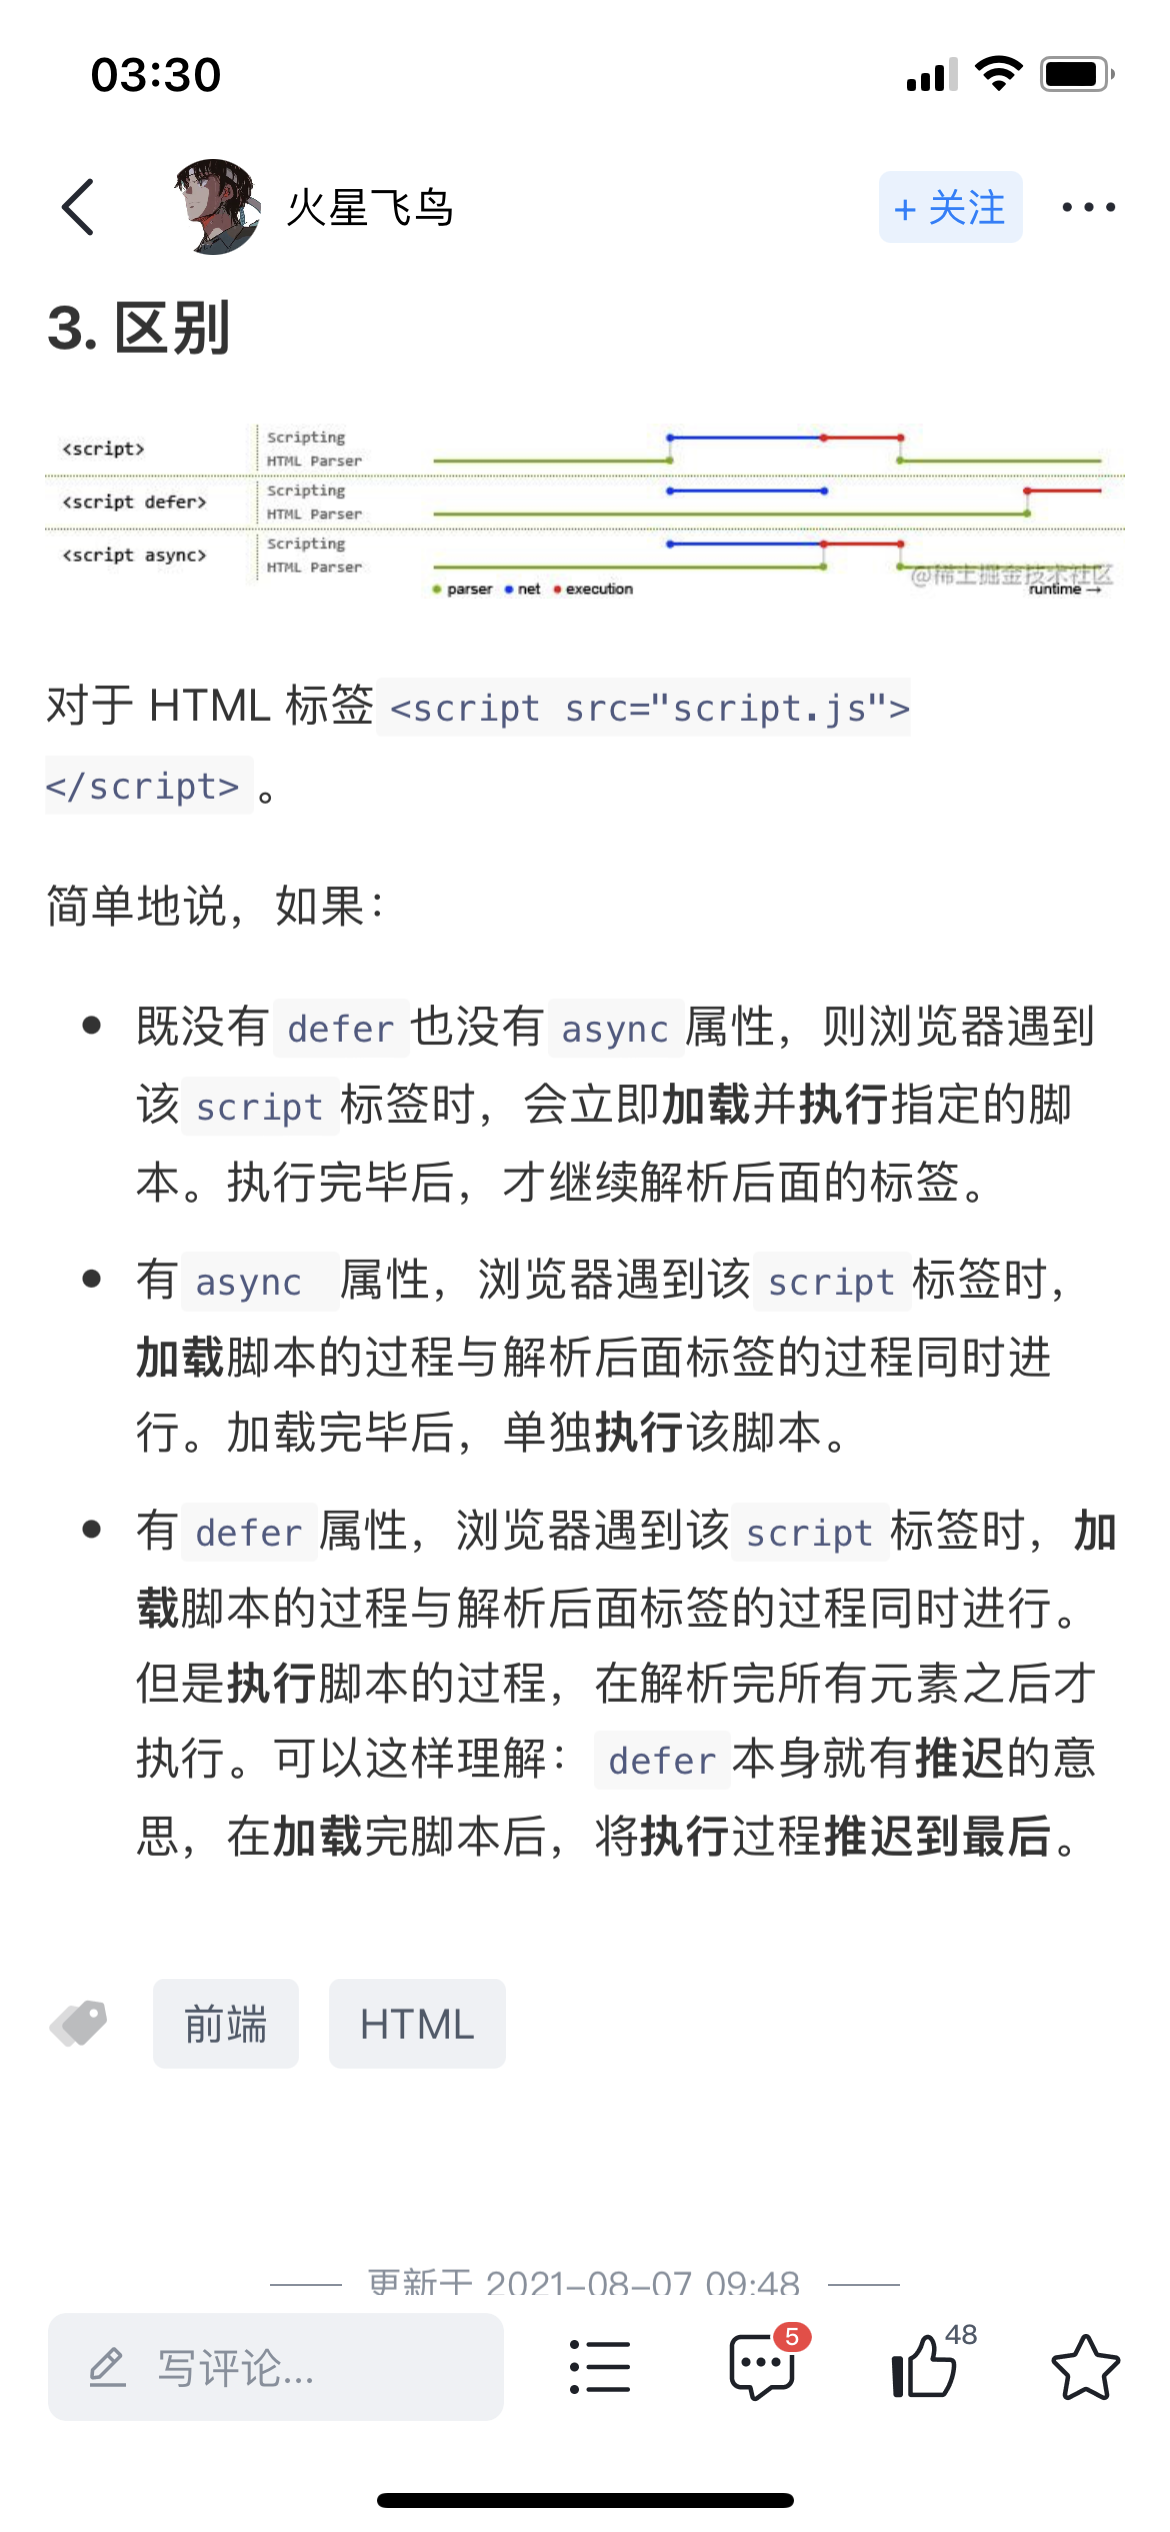 03:30
火星飞鸟
+ 关注
3. 区别
<script>
Scripting
HTML Parser
<script defer>
Scripting
HTML Parser
<script async>
Scripting
HTML Parser
@稀土掘金技术社区
parser net execution
runtime →
对于 HTML 标签 <script src="script.js">
</script> 。
简单地说，如果：
既没有 defer 也没有 async 属性，则浏览器遇到
该 script 标签时，会立即加载并执行指定的脚
本。执行完毕后，才继续解析后面的标签。
有 async 属性，浏览器遇到该 script 标签时，
加载脚本的过程与解析后面标签的过程同时进
行。加载完毕后，单独执行该脚本。
有 defer 属性，浏览器遇到该 script 标签时，加
载脚本的过程与解析后面标签的过程同时进行。
但是执行脚本的过程，在解析完所有元素之后才
执行。可以这样理解： defer 本身就有推迟的意
思，在加载完脚本后，将执行过程推迟到最后。
前端
HTML
更新于 2021-08-07 09:48
写评论...
5
48